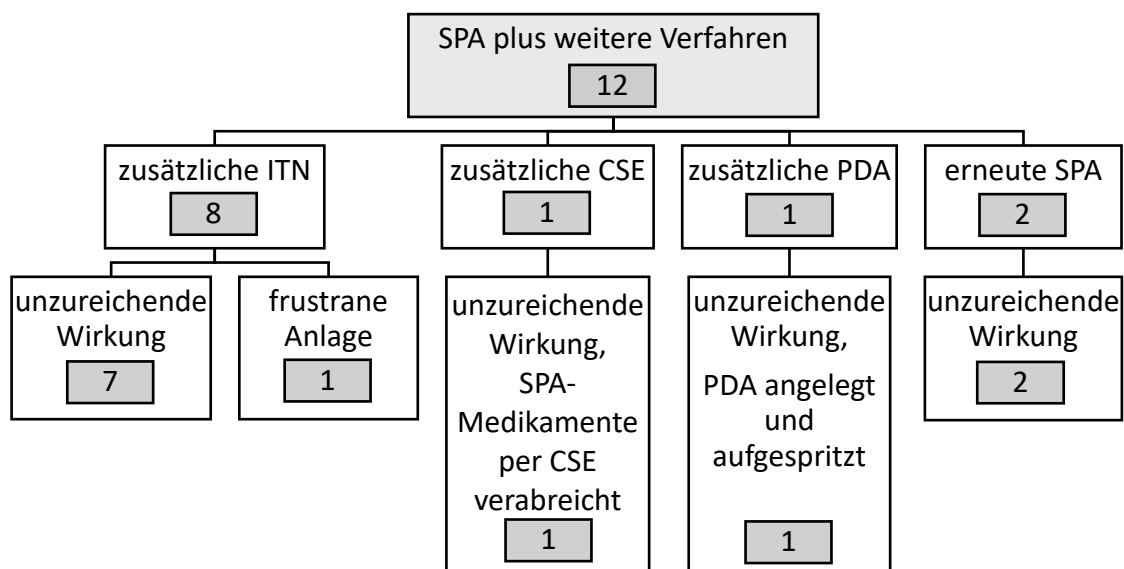 SPA plus weitere Verfahren
12
zusätzliche ITN
8
zusätzliche CSE
1
zusätzliche PDA
1
erneute SPA
2
unzureichende
Wirkung
7
frustrane
Anlage
1
unzureichende
Wirkung,
SPA-
Medikamente
per CSE
verabreicht
1
unzureichende
Wirkung,
PDA angelegt
und
aufgespritzt
1
unzureichende
Wirkung
2